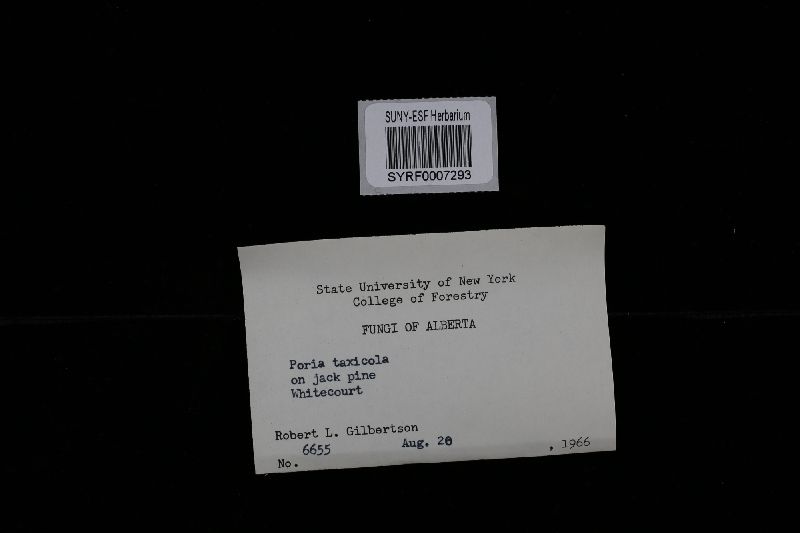 SUNY-ESF Herbarium
SYRF0007293
State University of New York
College of Forestry
FUNGI OF ALBERTA
Poria taxicola
on jack pine
Whitecourt
Robert L. Gilbertson
6655 Aug. 20 , 1966
No.